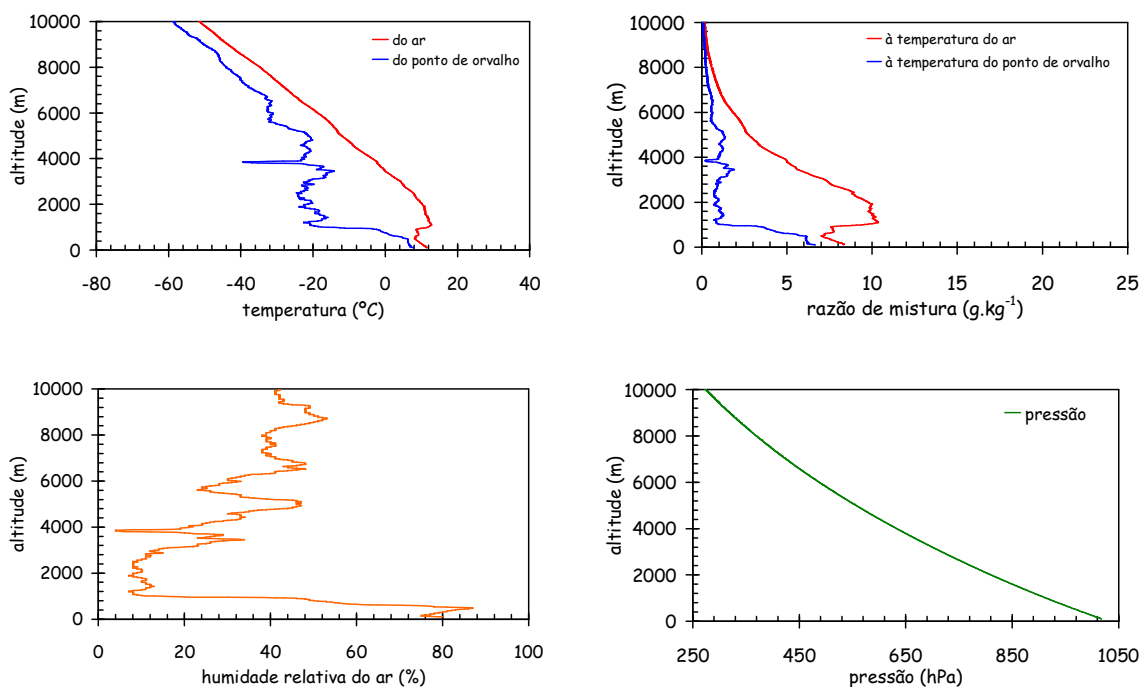 10000
8000
6000
4000
2000
0
altitude (m)
do ar
do ponto de orvalho
-80 -60 -40 -20 0 20 40
temperatura (ºC)
10000
8000
6000
4000
2000
0
altitude (m)
à temperatura do ar
à temperatura do ponto de orvalho
0 5 10 15 20 25
razão de mistura (g.kg⁻¹)
10000
8000
6000
4000
2000
0
altitude (m)
0 20 40 60 80 100
humidade relativa do ar (%)
10000
8000
6000
4000
2000
0
altitude (m)
pressão
250 450 650 850 1050
pressão (hPa)